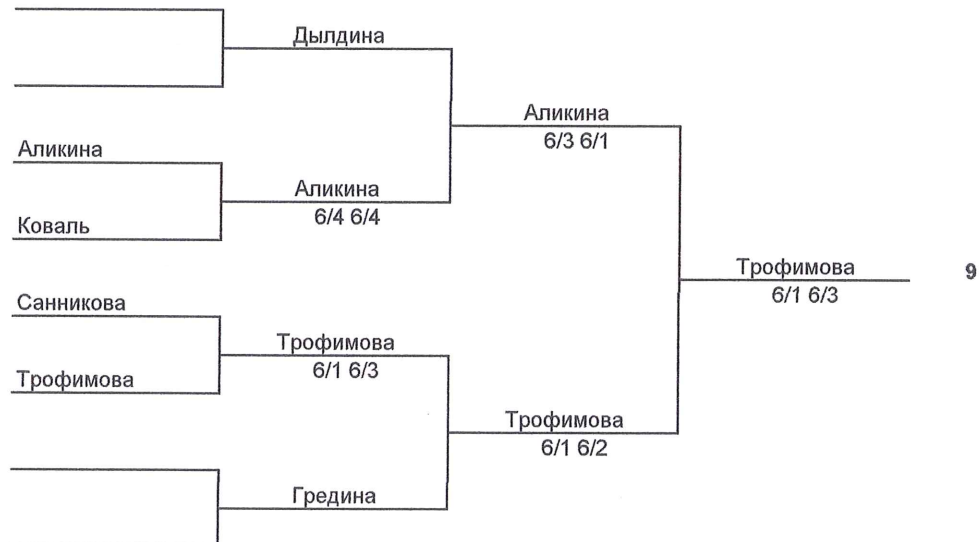 Дылдина
Аликина
6/3 6/1
Аликина
Аликина
6/4 6/4
Коваль
Трофимова
6/1 6/3
9
Санникова
Трофимова
6/1 6/3
Трофимова
Трофимова
6/1 6/2
Гредина